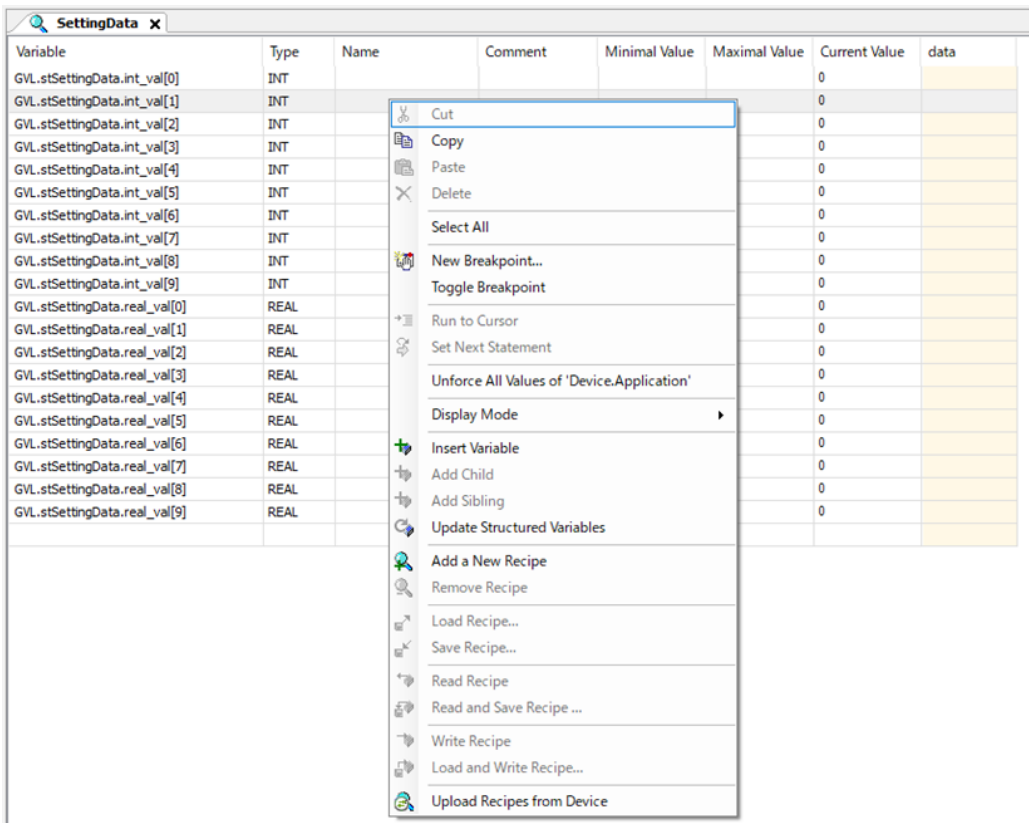 SettingData x
Variable Type Name Comment Minimal Value Maximal Value Current Value data
GVL.stSettingData.int_val[0] INT 0
GVL.stSettingData.int_val[1] INT 0
GVL.stSettingData.int_val[2] INT 0
GVL.stSettingData.int_val[3] INT 0
GVL.stSettingData.int_val[4] INT 0
GVL.stSettingData.int_val[5] INT 0
GVL.stSettingData.int_val[6] INT 0
GVL.stSettingData.int_val[7] INT 0
GVL.stSettingData.int_val[8] INT 0
GVL.stSettingData.int_val[9] INT 0
GVL.stSettingData.real_val[0] REAL 0
GVL.stSettingData.real_val[1] REAL 0
GVL.stSettingData.real_val[2] REAL 0
GVL.stSettingData.real_val[3] REAL 0
GVL.stSettingData.real_val[4] REAL 0
GVL.stSettingData.real_val[5] REAL 0
GVL.stSettingData.real_val[6] REAL 0
GVL.stSettingData.real_val[7] REAL 0
GVL.stSettingData.real_val[8] REAL 0
GVL.stSettingData.real_val[9] REAL 0
Cut
Copy
Paste
Delete
Select All
New Breakpoint...
Toggle Breakpoint
Run to Cursor
Set Next Statement
Unforce All Values of 'Device.Application'
Display Mode
Insert Variable
Add Child
Add Sibling
Update Structured Variables
Add a New Recipe
Remove Recipe
Load Recipe...
Save Recipe...
Read Recipe
Read and Save Recipe ...
Write Recipe
Load and Write Recipe...
Upload Recipes from Device